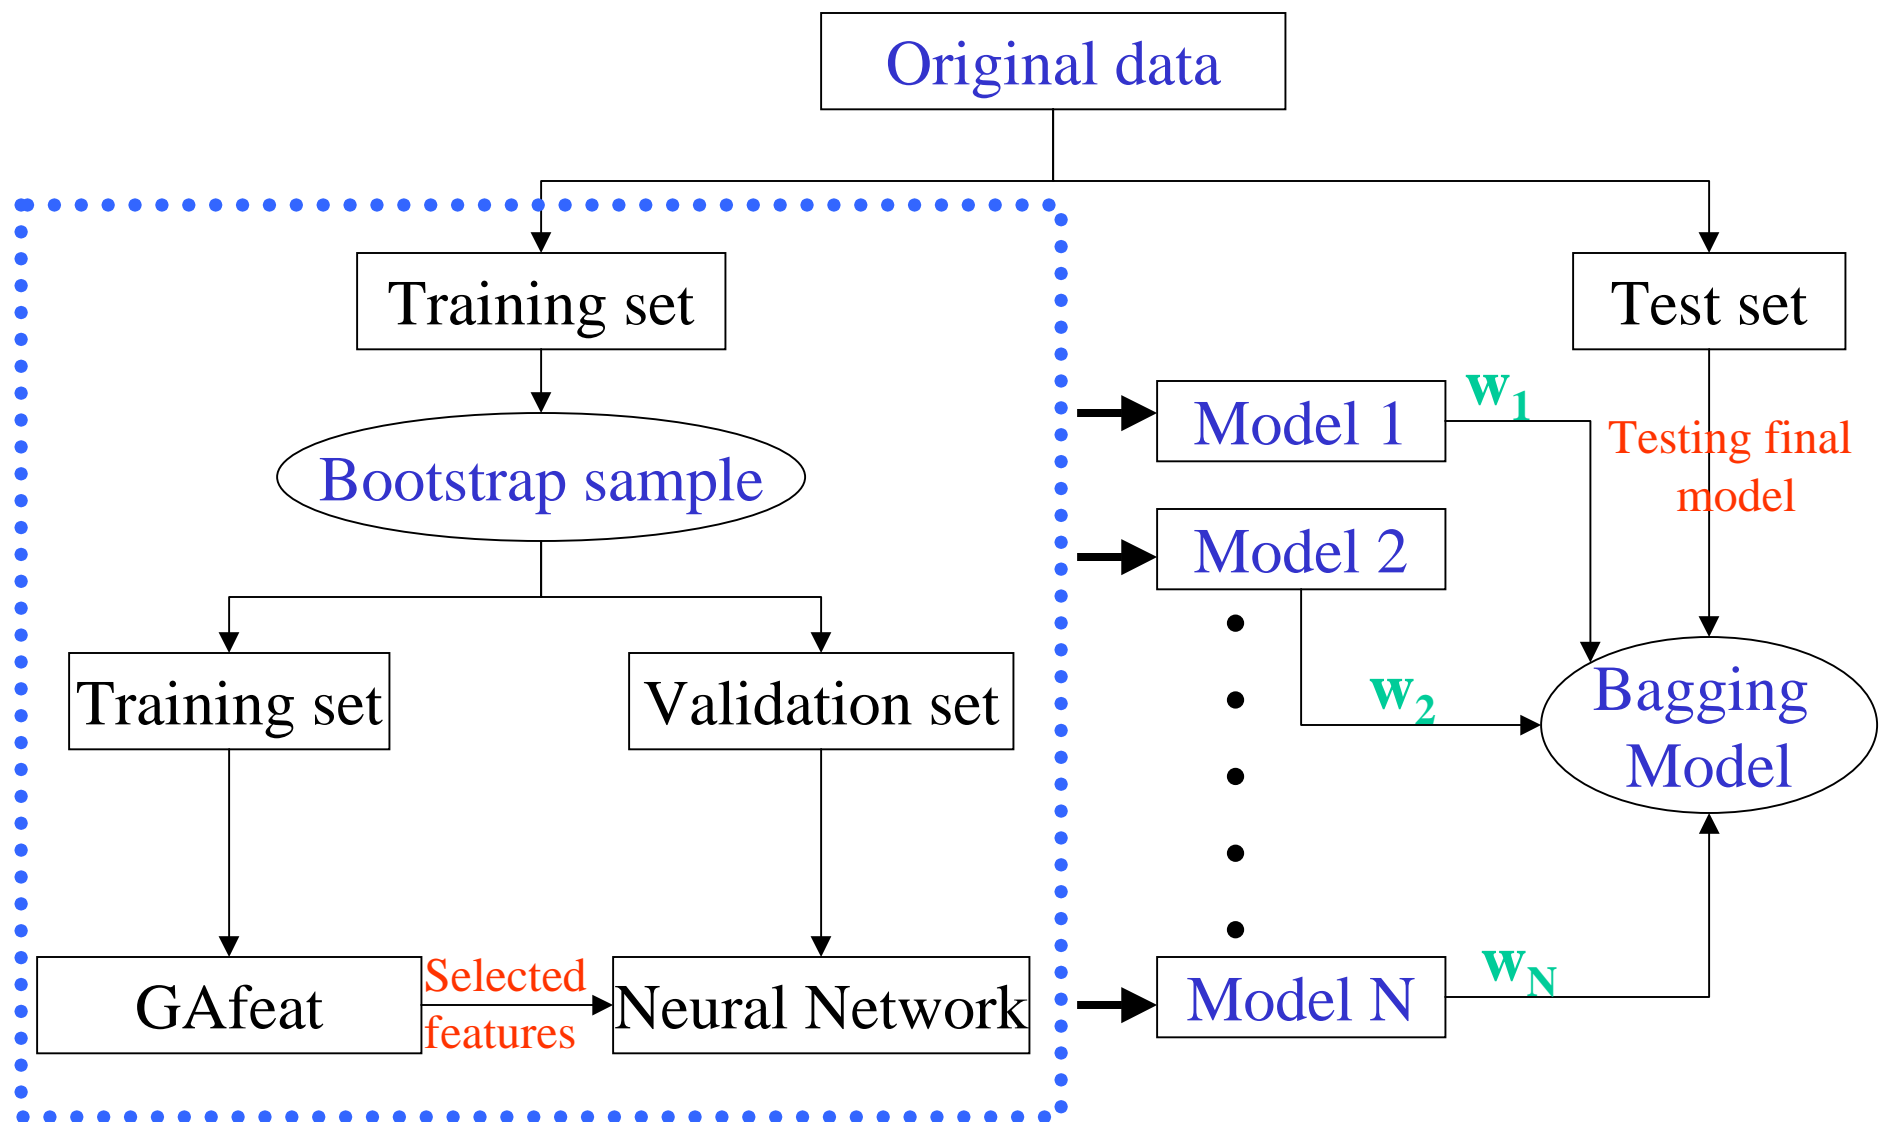 Original data
Training set
Test set
Bootstrap sample
Training set
Validation set
GAfeat
Selected
features
Neural Network
Model 1
w1
Model 2
w2
Model N
wN
Testing final
model
Bagging
Model